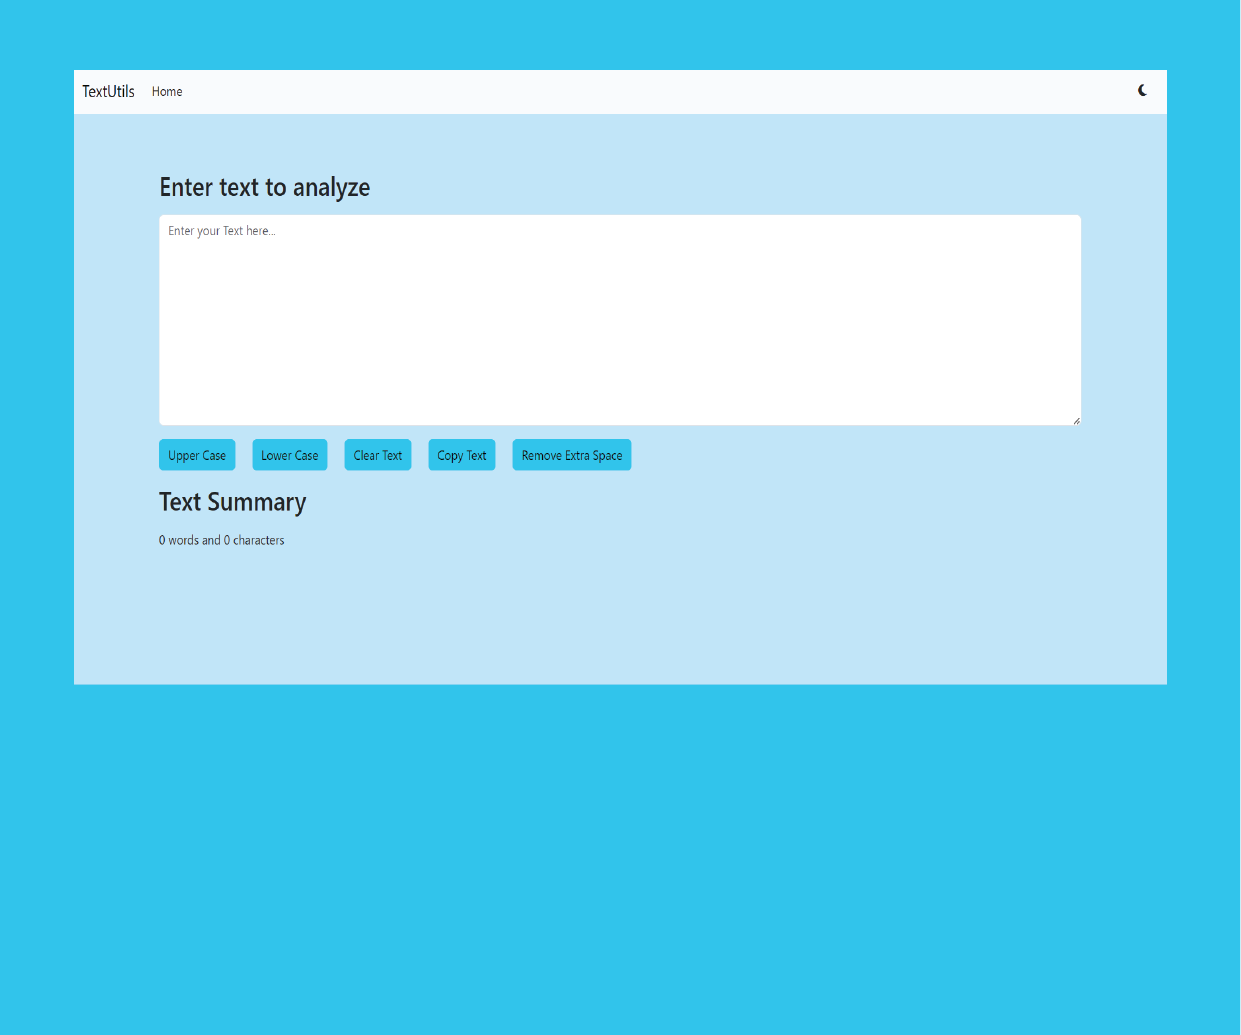 TextUtils Home
Enter text to analyze
Enter your Text here...
Upper Case Lower Case Clear Text Copy Text Remove Extra Space
Text Summary
0 words and 0 characters